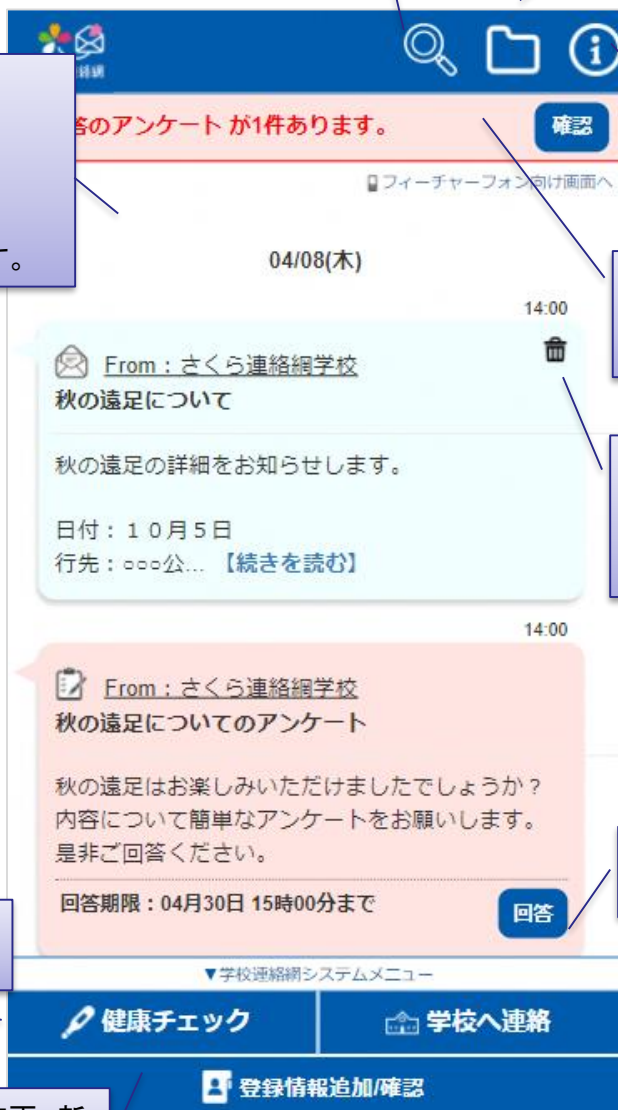 答のアンケート が1件あります。
確認
フィーチャーフォン向け画面へ
す。
04/08(木)
14:00
From：さくら連絡網学校
秋の遠足について
秋の遠足の詳細をお知らせします。
日付：１０月５日
行先：○○○公... 【続きを読む】
14:00
From：さくら連絡網学校
秋の遠足についてのアンケート
秋の遠足はお楽しみいただけましたでしょうか？
内容について簡単なアンケートをお願いします。
是非ご回答ください。
回答期限：04月30日 15時00分まで
回答
▼学校連絡網システムメニュー
健康チェック
学校へ連絡
登録情報追加/確認